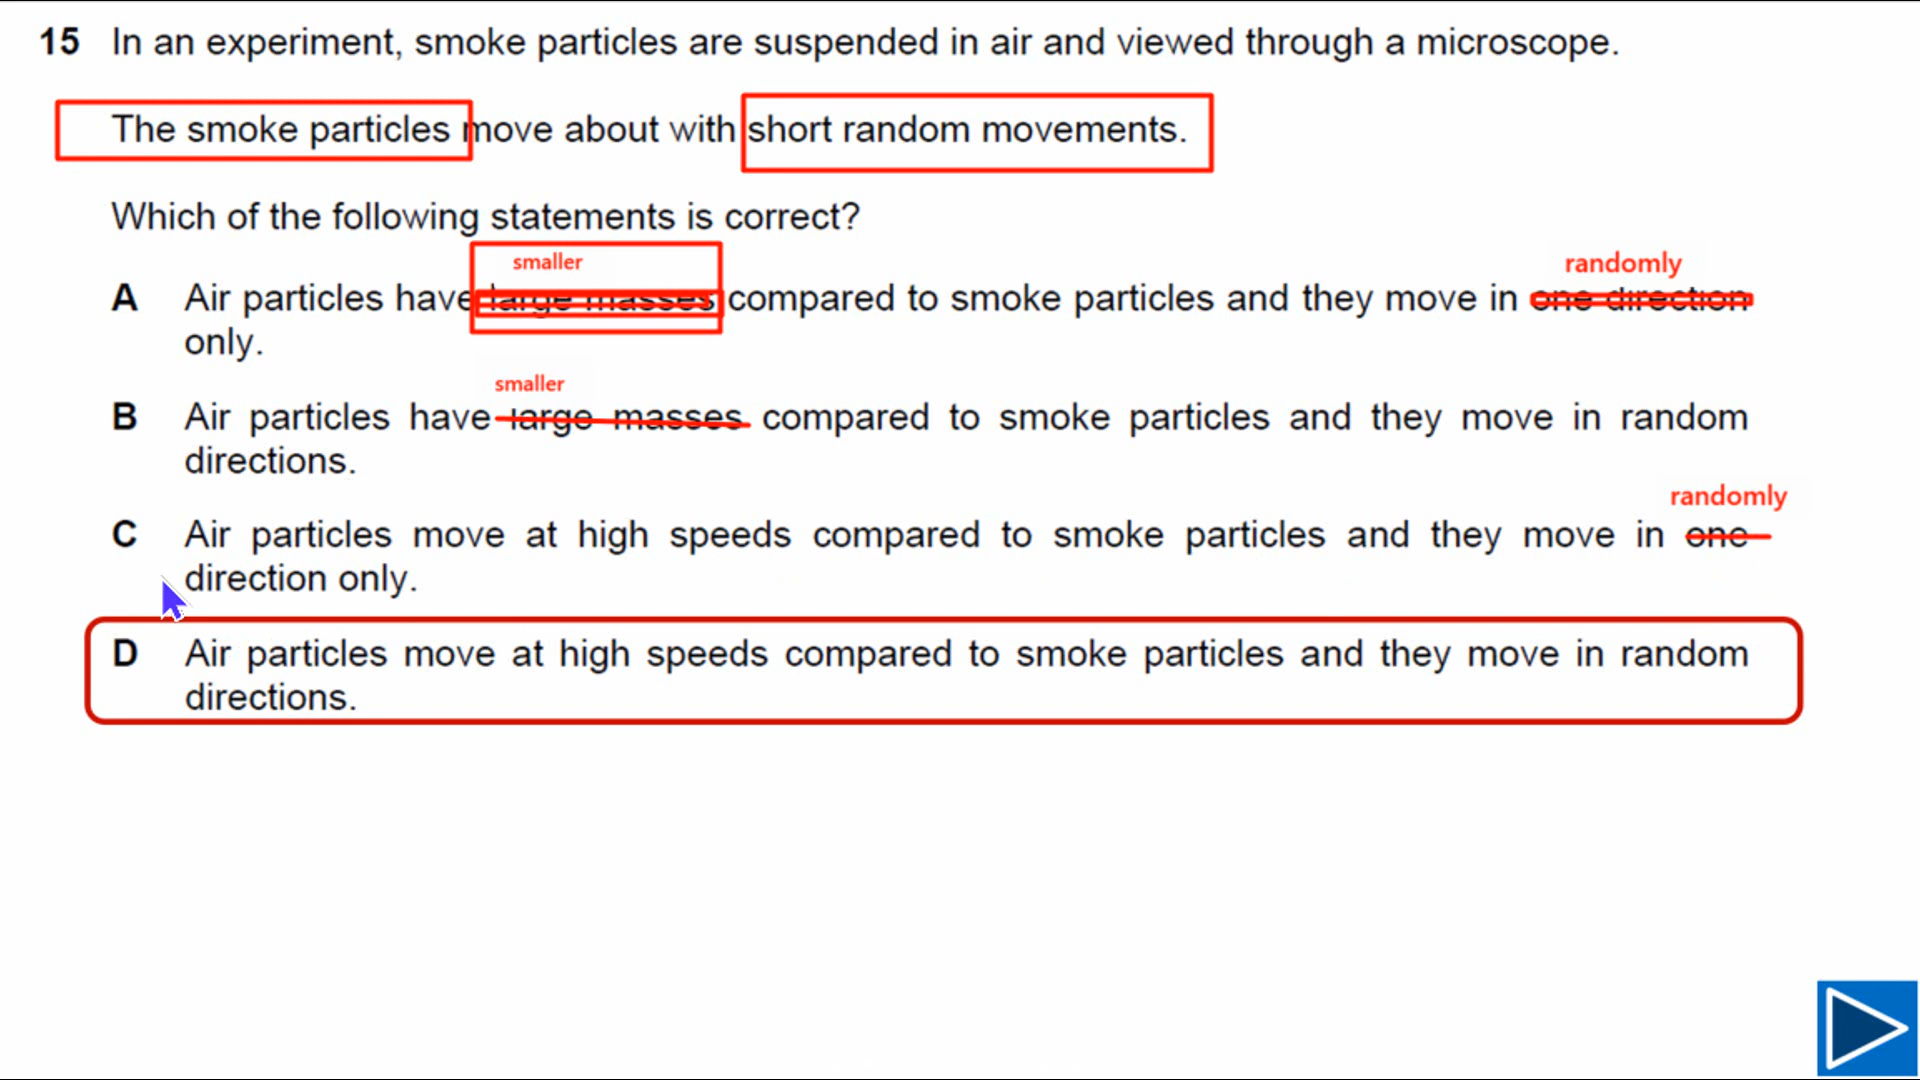 15 In an experiment, smoke particles are suspended in air and viewed through a microscope.
The smoke particles move about with short random movements.
Which of the following statements is correct?
smaller
randomly
A Air particles have large masses compared to smoke particles and they move in one direction
only.
smaller
B Air particles have large masses compared to smoke particles and they move in random
directions.
randomly
C Air particles move at high speeds compared to smoke particles and they move in one
direction only.
D Air particles move at high speeds compared to smoke particles and they move in random
directions.